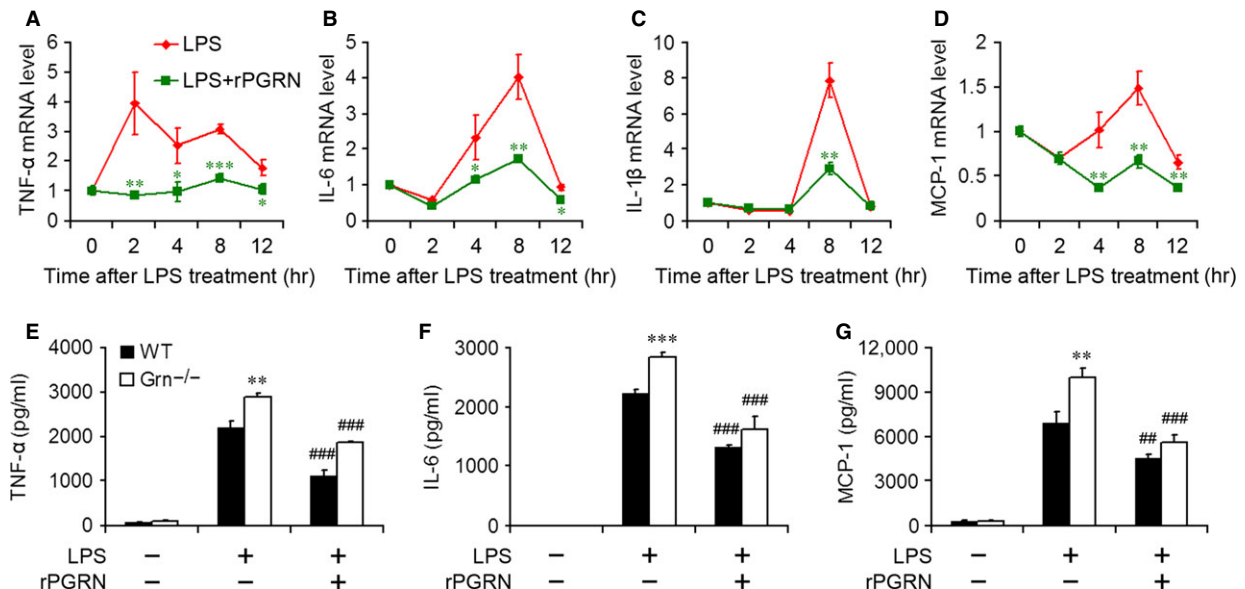 A
TNF-α mRNA level
6
5
4
3
2
1
0
LPS
LPS+rPGRN
**
*
***
*
0 2 4 8 12
Time after LPS treatment (hr)
B
IL-6 mRNA level
5
4
3
2
1
0
*
**
*
0 2 4 8 12
Time after LPS treatment (hr)
C
IL-1β mRNA level
10
8
6
4
2
0
**
0 2 4 8 12
Time after LPS treatment (hr)
D
MCP-1 mRNA level
2
1.5
1
0.5
0
**
**
**
0 2 4 8 12
Time after LPS treatment (hr)
E
TNF-α (pg/ml)
4000
3000
2000
1000
0
WT
Grn−/−
**
###
###
LPS − + +
rPGRN − − +
F
IL-6 (pg/ml)
3000
2000
1000
0
***
###
###
− + +
− − +
G
MCP-1 (pg/ml)
12,000
9000
6000
3000
0
**
##
###
LPS − + +
rPGRN − − +